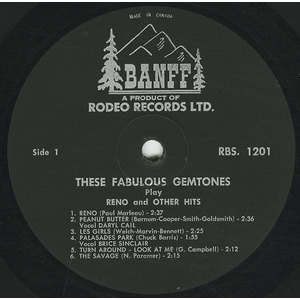 MADE IN CANADA
BANFF
A PRODUCT OF
RODEO RECORDS LTD.
Side 1
RBS. 1201
THESE FABULOUS GEMTONES
Play
RENO and OTHER HITS
1. RENO (Paul Marleau) - 2:37
2. PEANUT BUTTER (Barnum-Cooper-Smith-Goldsmith) - 2:36
Vocal DARYL CAIL
3. LES GIRLS (Welch-Marvin-Bennett) - 2:25
4. PALASADES PARK (Chuck Barris) - 1:55
Vocal BRICE SINCLAIR
5. TURN AROUND - LOOK AT ME (G. Campbell) - 2:12
6. THE SAVAGE (N. Paramer) - 2:15